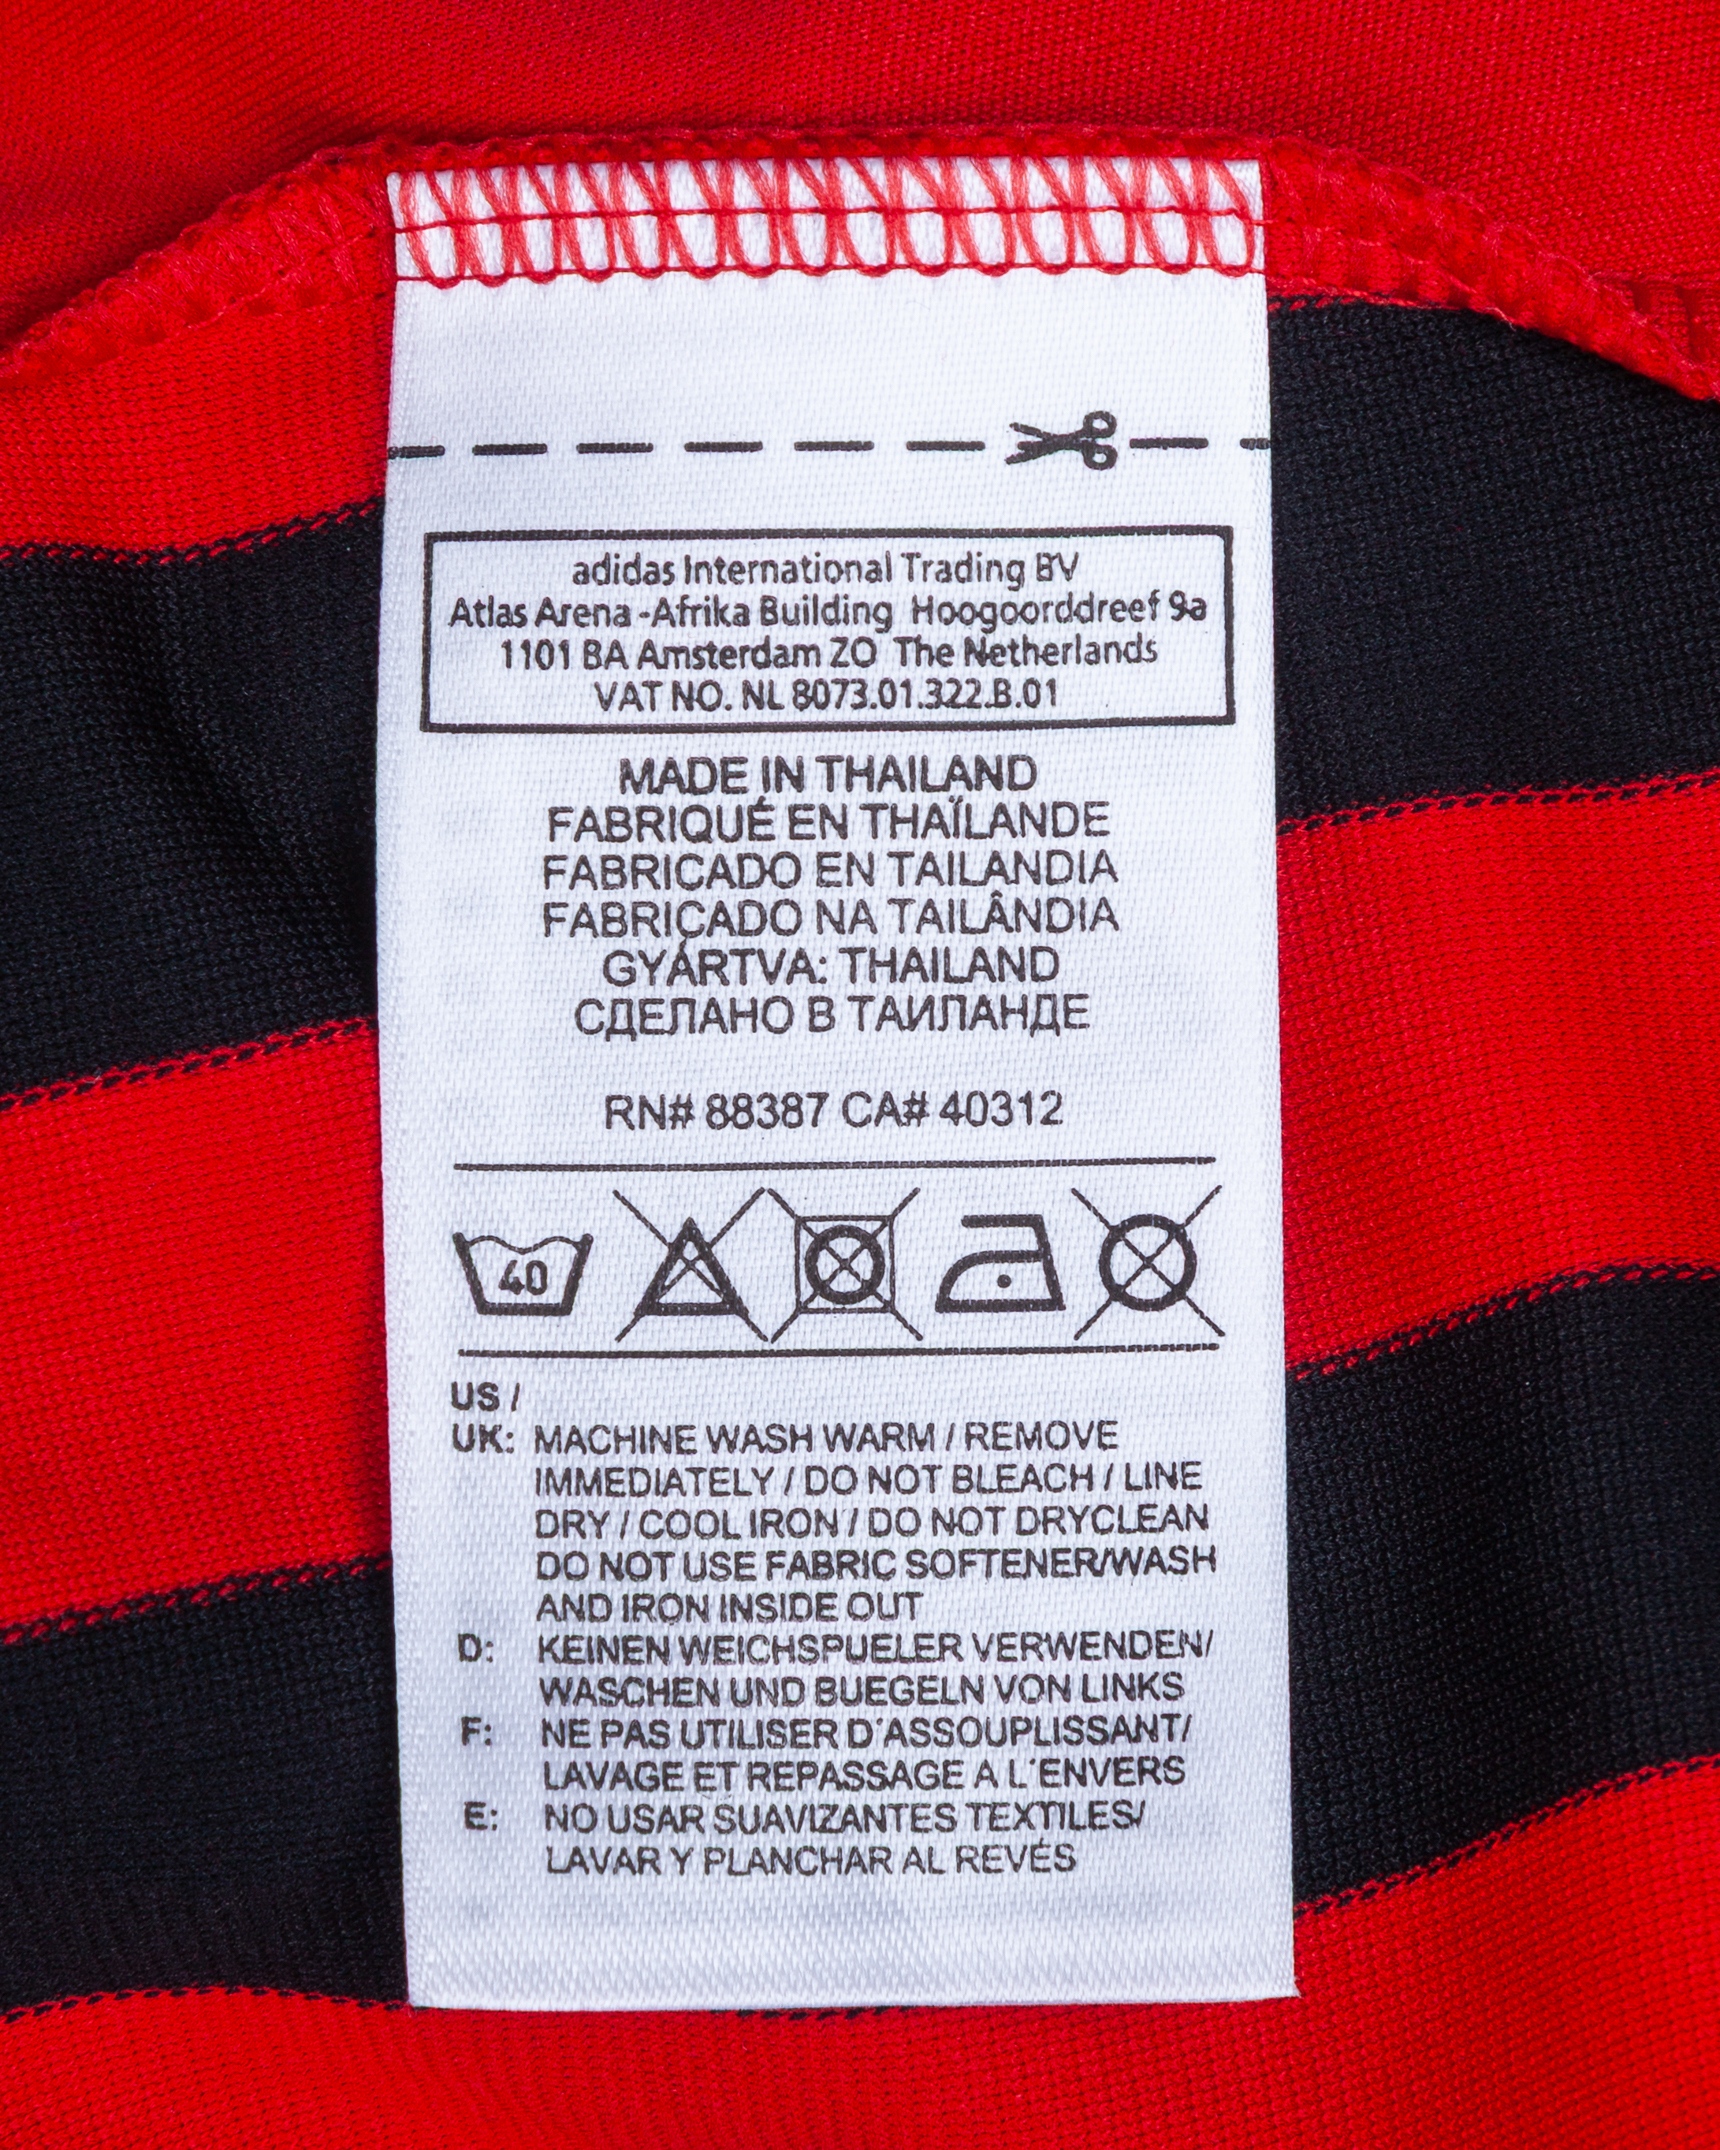 adidas International Trading BV
Atlas Arena -Afrika Building Hoogoorddreef 9a
1101 BA Amsterdam ZO The Netherlands
VAT NO. NL 8073.01.322.B.01
MADE IN THAILAND
FABRIQUÉ EN THAÏLANDE
FABRICADO EN TAILANDIA
FABRICADO NA TAILÂNDIA
GYÁRTVA: THAILAND
СДЕЛАНО В ТАИЛАНДЕ
RN# 88387 CA# 40312
40
US /
UK: MACHINE WASH WARM / REMOVE
IMMEDIATELY / DO NOT BLEACH / LINE
DRY / COOL IRON / DO NOT DRYCLEAN
DO NOT USE FABRIC SOFTENER/WASH
AND IRON INSIDE OUT
D: KEINEN WEICHSPUELER VERWENDEN/
WASCHEN UND BUEGELN VON LINKS
F: NE PAS UTILISER D'ASSOUPLISSANT/
LAVAGE ET REPASSAGE A L'ENVERS
E: NO USAR SUAVIZANTES TEXTILES/
LAVAR Y PLANCHAR AL REVÉS